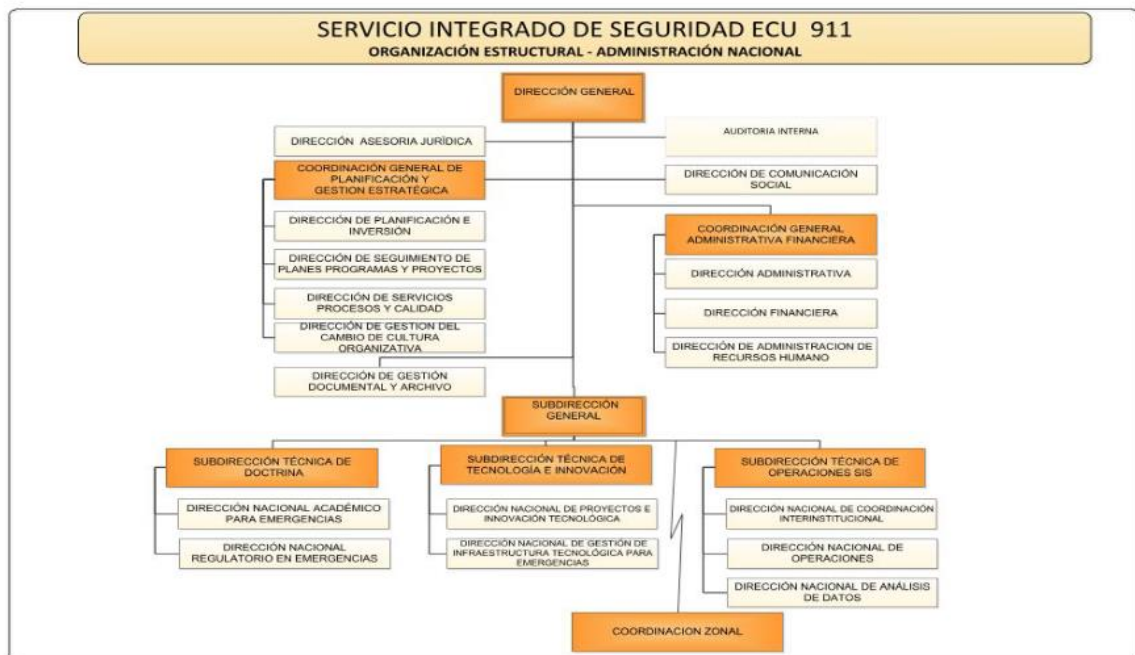 SERVICIO INTEGRADO DE SEGURIDAD ECU 911
ORGANIZACIÓN ESTRUCTURAL - ADMINISTRACIÓN NACIONAL
DIRECCIÓN GENERAL
DIRECCIÓN ASESORIA JURÍDICA
AUDITORIA INTERNA
COORDINACIÓN GENERAL DE
PLANIFICACIÓN Y
GESTION ESTRATÉGICA
DIRECCIÓN DE COMUNICACIÓN
SOCIAL
DIRECCIÓN DE PLANIFICACIÓN E
INVERSIÓN
DIRECCIÓN DE SEGUIMIENTO DE
PLANES PROGRAMAS Y PROYECTOS
DIRECCIÓN DE SERVICIOS
PROCESOS Y CALIDAD
DIRECCIÓN DE GESTION DEL
CAMBIO DE CULTURA
ORGANIZATIVA
DIRECCIÓN DE GESTIÓN
DOCUMENTAL Y ARCHIVO
COORDINACIÓN GENERAL
ADMINISTRATIVA FINANCIERA
DIRECCIÓN ADMINISTRATIVA
DIRECCIÓN FINANCIERA
DIRECCIÓN DE ADMINISTRACION DE
RECURSOS HUMANO
SUBDIRECCIÓN
GENERAL
SUBDIRECCIÓN TÉCNICA DE
DOCTRINA
DIRECCIÓN NACIONAL ACADÉMICO
PARA EMERGENCIAS
DIRECCIÓN NACIONAL
REGULATORIO EN EMERGENCIAS
SUBDIRECCIÓN TÉCNICA DE
TECNOLOGÍA E INNOVACIÓN
DIRECCIÓN NACIONAL DE PROYECTOS E
INNOVACIÓN TECNOLÓGICA
DIRECCIÓN NACIONAL DE GESTIÓN DE
INFRAESTRUCTURA TECNOLÓGICA PARA
EMERGENCIAS
SUBDIRECCIÓN TÉCNICA DE
OPERACIONES SIS
DIRECCIÓN NACIONAL DE COORDINACIÓN
INTERINSTITUCIONAL
DIRECCIÓN NACIONAL DE
OPERACIONES
DIRECCIÓN NACIONAL DE ANÁLISIS
DE DATOS
COORDINACION ZONAL